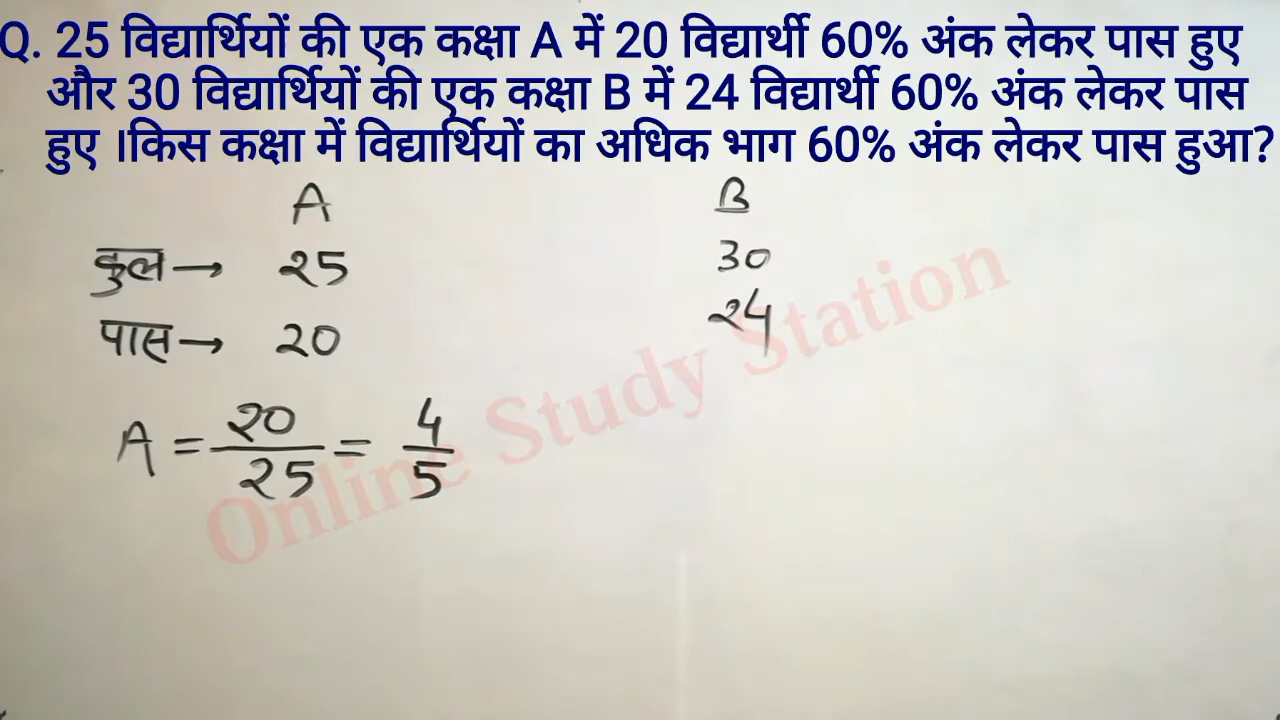 Q. 25 विद्यार्थियों की एक कक्षा A में 20 विद्यार्थी 60% अंक लेकर पास हुए
और 30 विद्यार्थियों की एक कक्षा B में 24 विद्यार्थी 60% अंक लेकर पास
हुए ।किस कक्षा में विद्यार्थियों का अधिक भाग 60% अंक लेकर पास हुआ?
A B
कुल → 25 30
पास → 20 24
A = 20/25 = 4/5
Online Study Station